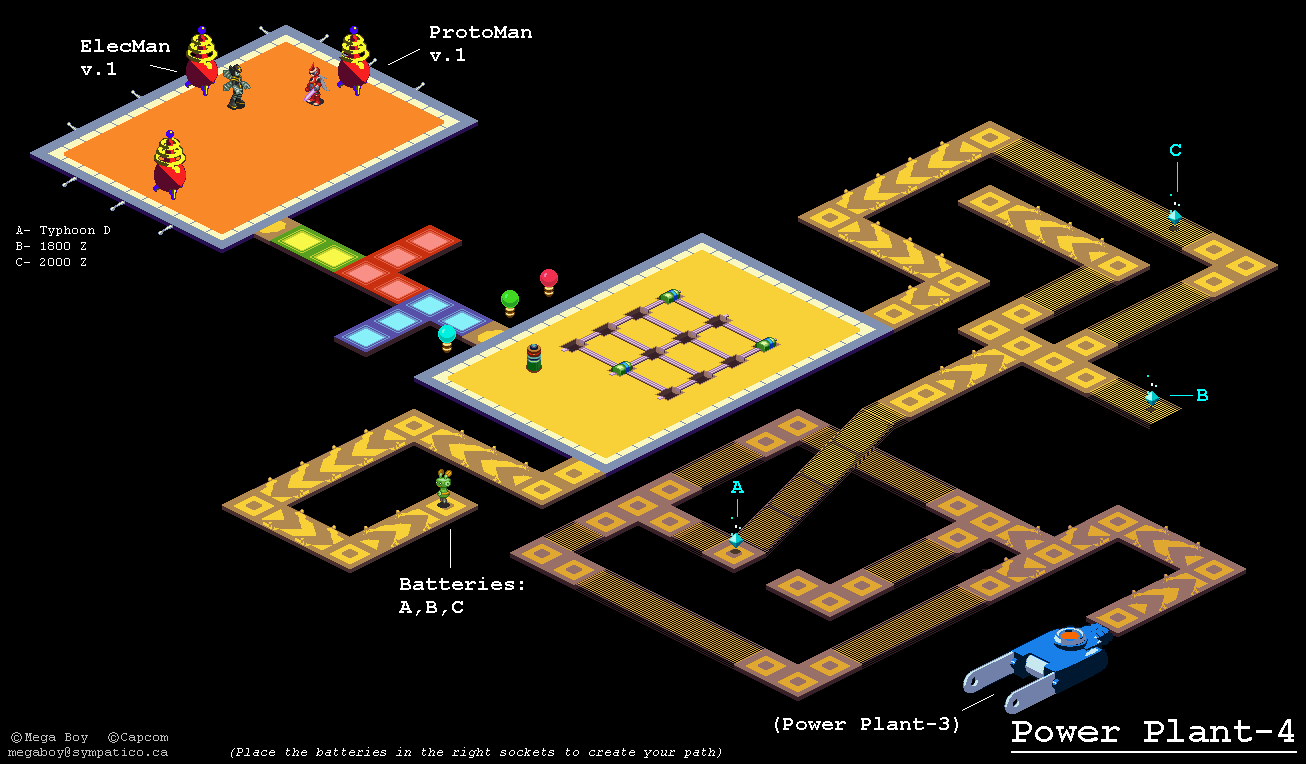 ElecMan
v.1
ProtoMan
v.1
C
A- Typhoon D
B- 1800 Z
C- 2000 Z
B
A
Batteries:
A,B,C
(Power Plant-3)
Power Plant-4
©Mega Boy ©Capcom
megaboy@sympatico.ca
(Place the batteries in the right sockets to create your path)